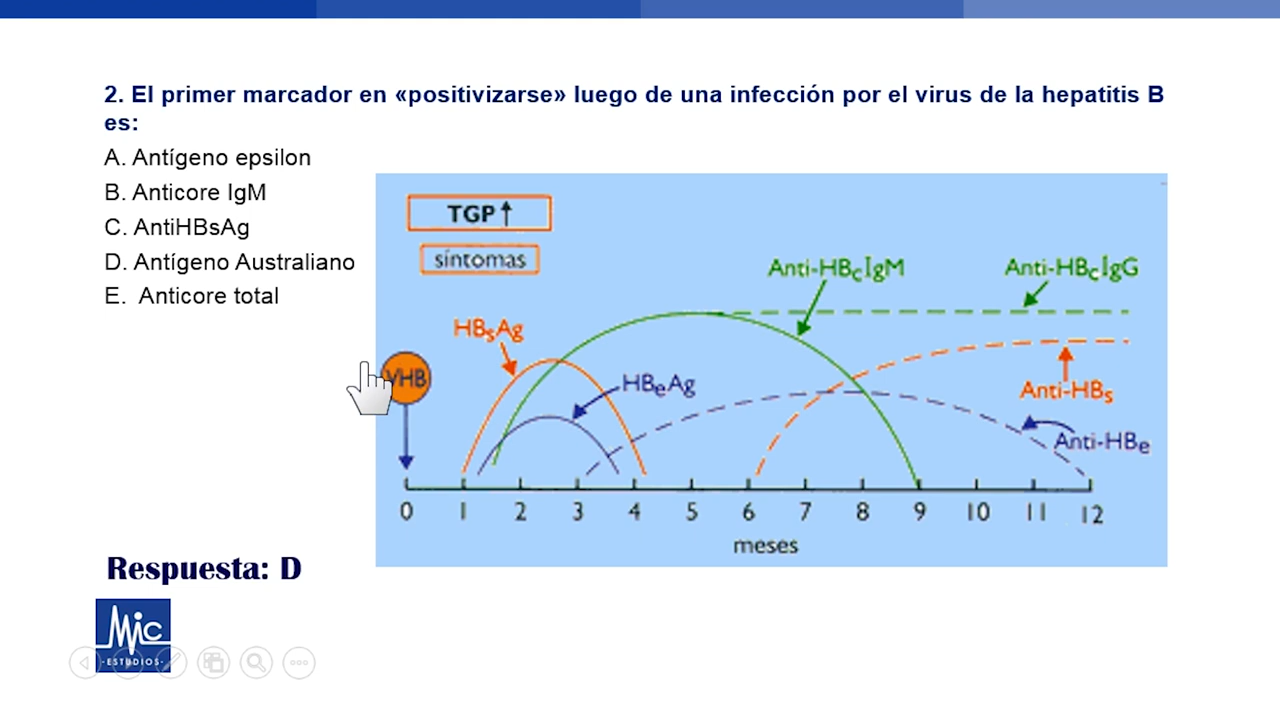 2. El primer marcador en «positivizarse» luego de una infección por el virus de la hepatitis B
es:
A. Antígeno epsilon
B. Anticore IgM
C. AntiHBsAg
D. Antígeno Australiano
E. Anticore total
TGP↑
síntomas
Anti-HBcIgM
Anti-HBcIgG
HBsAg
VHB
HBeAg
Anti-HBs
Anti-HBe
0 1 2 3 4 5 6 7 8 9 10 11 12
meses
Respuesta: D
Mic
·ESTUDIOS·